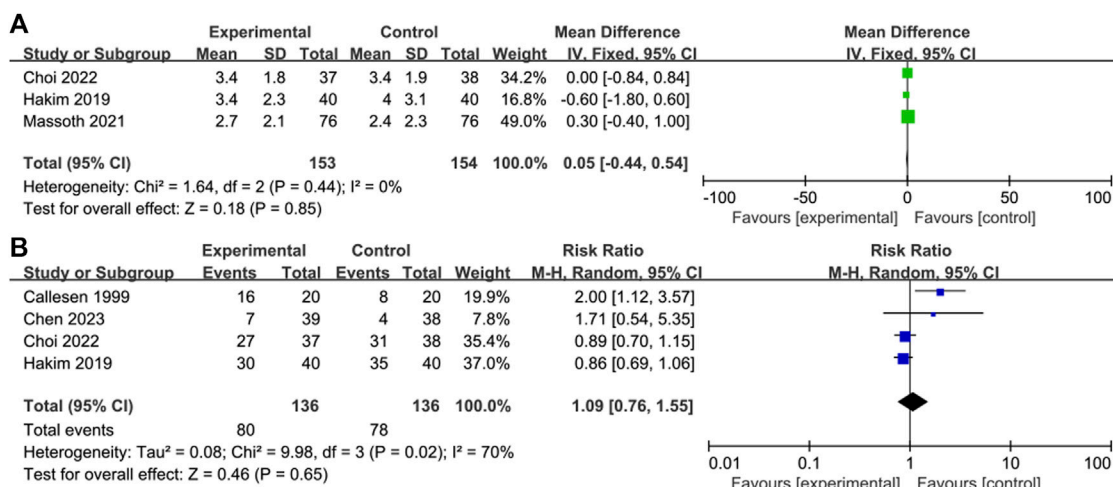 A
Experimental Control Mean Difference Mean Difference
Study or Subgroup Mean SD Total Mean SD Total Weight IV, Fixed, 95% CI IV, Fixed, 95% CI
Choi 2022 3.4 1.8 37 3.4 1.9 38 34.2% 0.00 [-0.84, 0.84]
Hakim 2019 3.4 2.3 40 4 3.1 40 16.8% -0.60 [-1.80, 0.60]
Massoth 2021 2.7 2.1 76 2.4 2.3 76 49.0% 0.30 [-0.40, 1.00]
Total (95% CI) 153 154 100.0% 0.05 [-0.44, 0.54]
Heterogeneity: Chi² = 1.64, df = 2 (P = 0.44); I² = 0%
Test for overall effect: Z = 0.18 (P = 0.85)
-100 -50 0 50 100
Favours [experimental] Favours [control]
B
Experimental Control Risk Ratio Risk Ratio
Study or Subgroup Events Total Events Total Weight M-H, Random, 95% CI M-H, Random, 95% CI
Callesen 1999 16 20 8 20 19.9% 2.00 [1.12, 3.57]
Chen 2023 7 39 4 38 7.8% 1.71 [0.54, 5.35]
Choi 2022 27 37 31 38 35.4% 0.89 [0.70, 1.15]
Hakim 2019 30 40 35 40 37.0% 0.86 [0.69, 1.06]
Total (95% CI) 136 136 100.0% 1.09 [0.76, 1.55]
Total events 80 78
Heterogeneity: Tau² = 0.08; Chi² = 9.98, df = 3 (P = 0.02); I² = 70%
Test for overall effect: Z = 0.46 (P = 0.65)
0.01 0.1 1 10 100
Favours [experimental] Favours [control]